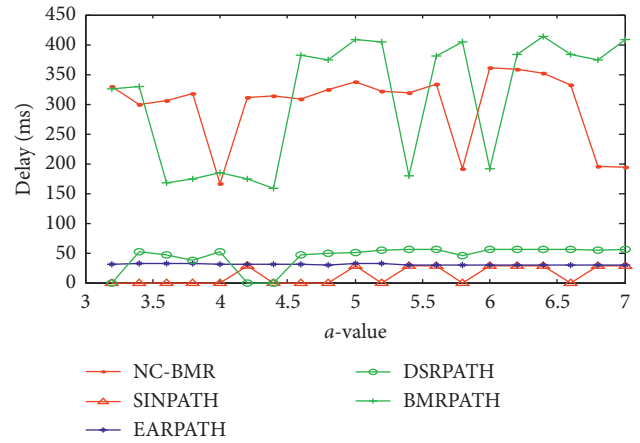 450
400
350
300
250
200
150
100
50
0
Delay (ms)
3 3.5 4 4.5 5 5.5 6 6.5 7
a-value
NC-BMR
SINPATH
EARPATH
DSRPATH
BMRPATH